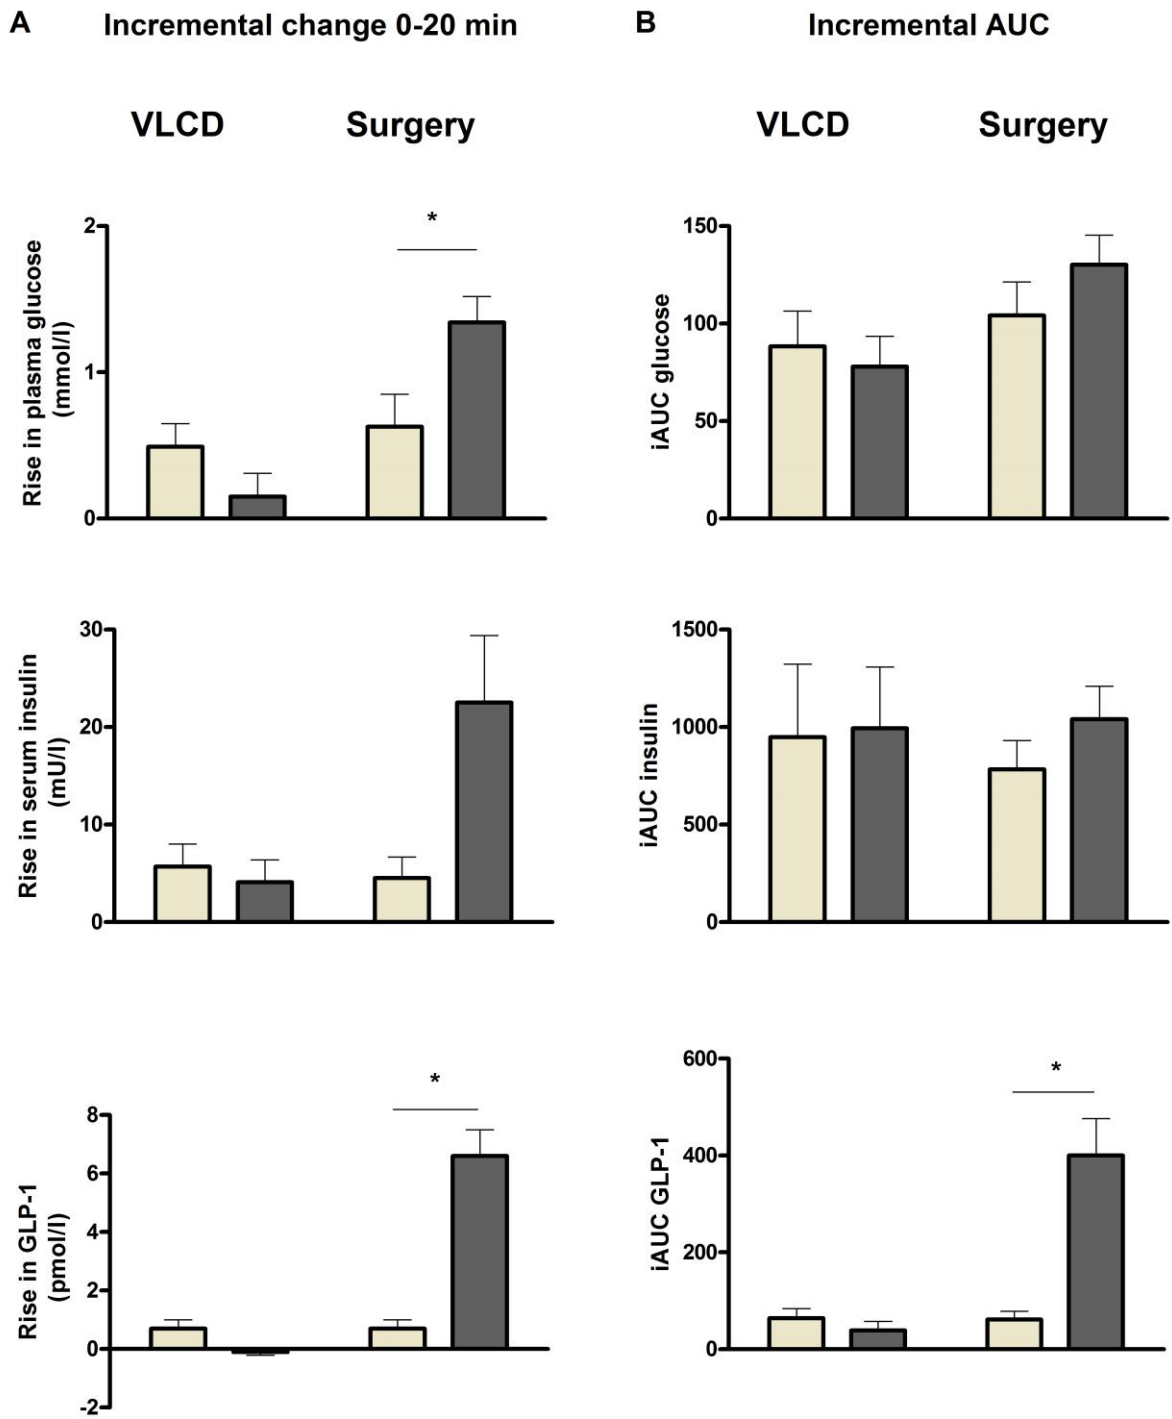 A Incremental change 0-20 min
B Incremental AUC
VLCD Surgery
VLCD Surgery
Rise in plasma glucose
(mmol/l)
2
1
0
*
iAUC glucose
150
100
50
0
Rise in serum insulin
(mU/l)
30
20
10
0
iAUC insulin
1500
1000
500
0
Rise in GLP-1
(pmol/l)
8
6
4
2
0
-2
*
iAUC GLP-1
600
400
200
0
*